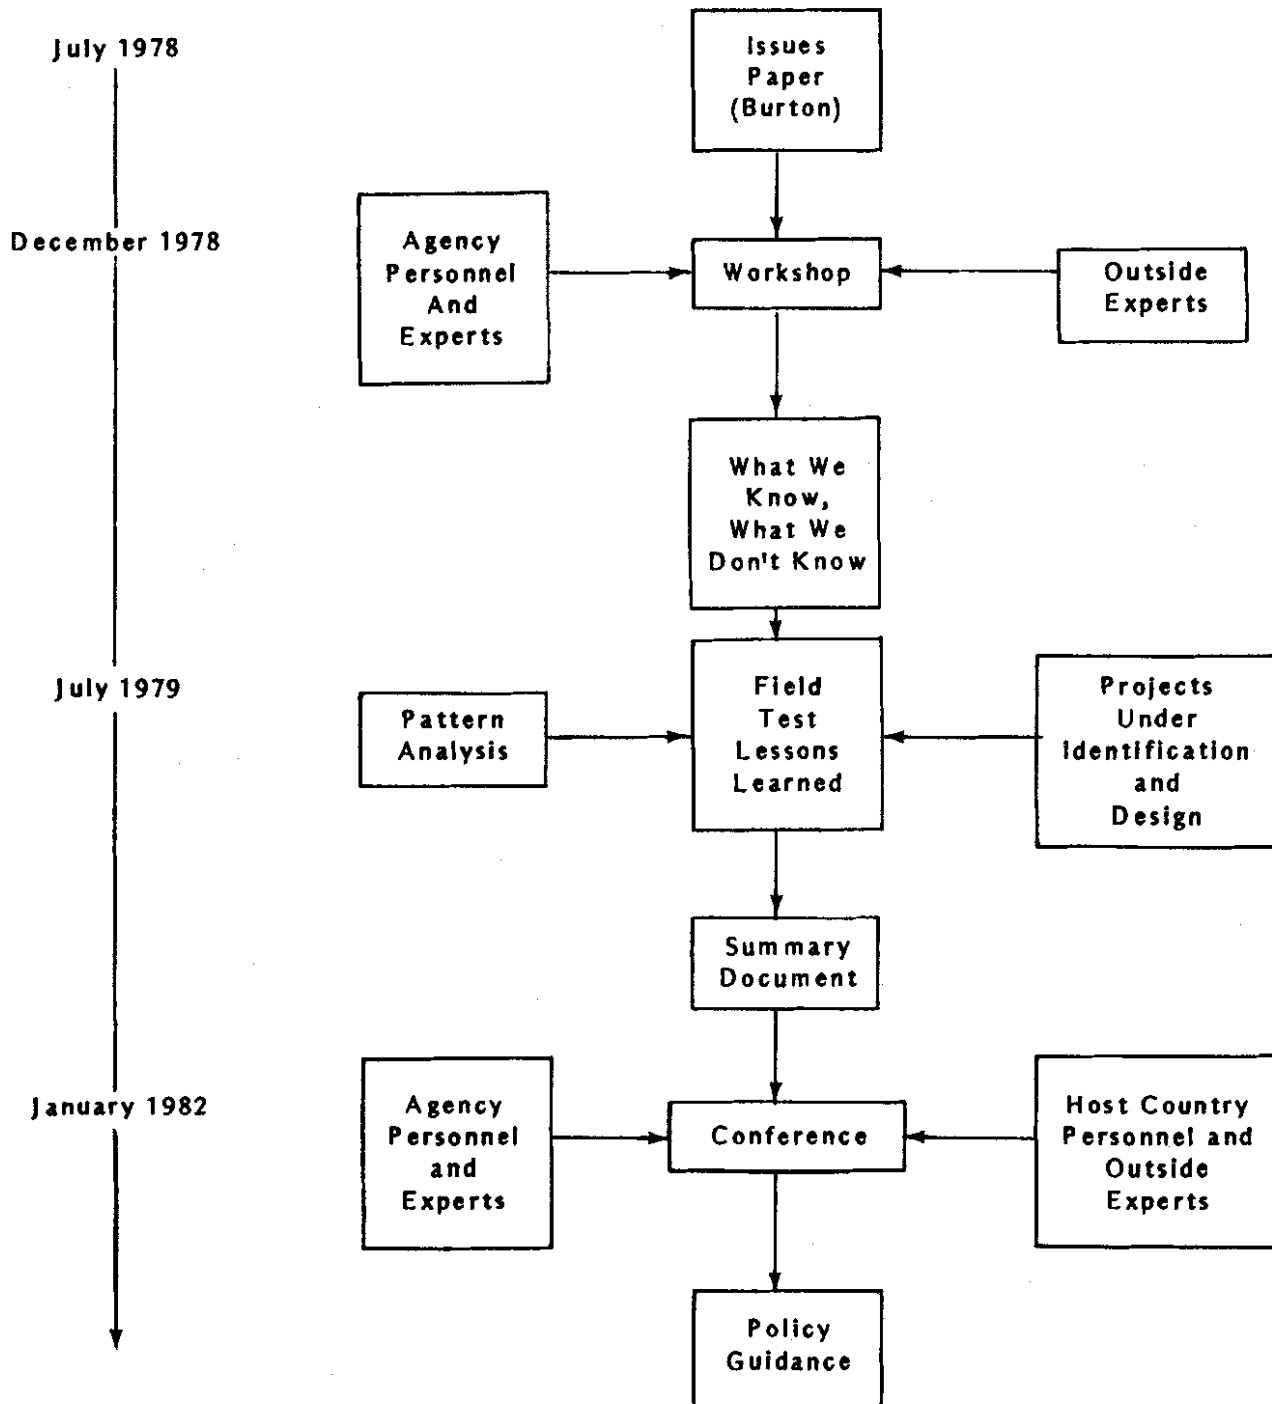 July 1978
Issues
Paper
(Burton)
December 1978
Agency
Personnel
And
Experts
Workshop
Outside
Experts
What We
Know,
What We
Don't Know
July 1979
Pattern
Analysis
Field
Test
Lessons
Learned
Projects
Under
Identification
and
Design
Summary
Document
January 1982
Agency
Personnel
and
Experts
Conference
Host Country
Personnel and
Outside
Experts
Policy
Guidance